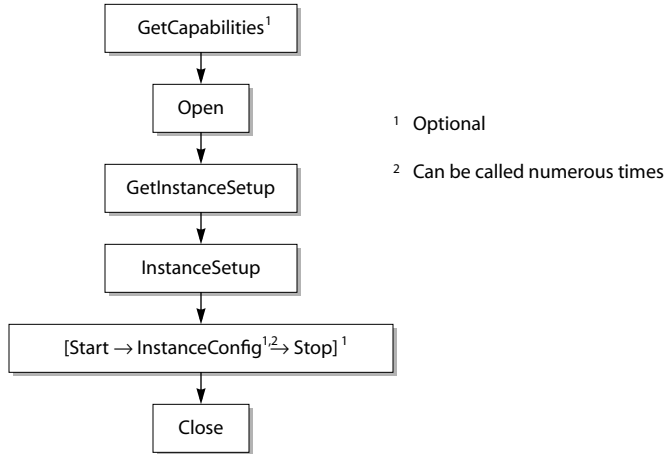 GetCapabilities¹
Open
¹ Optional
² Can be called numerous times
GetInstanceSetup
InstanceSetup
[Start → InstanceConfig¹,² → Stop] ¹
Close